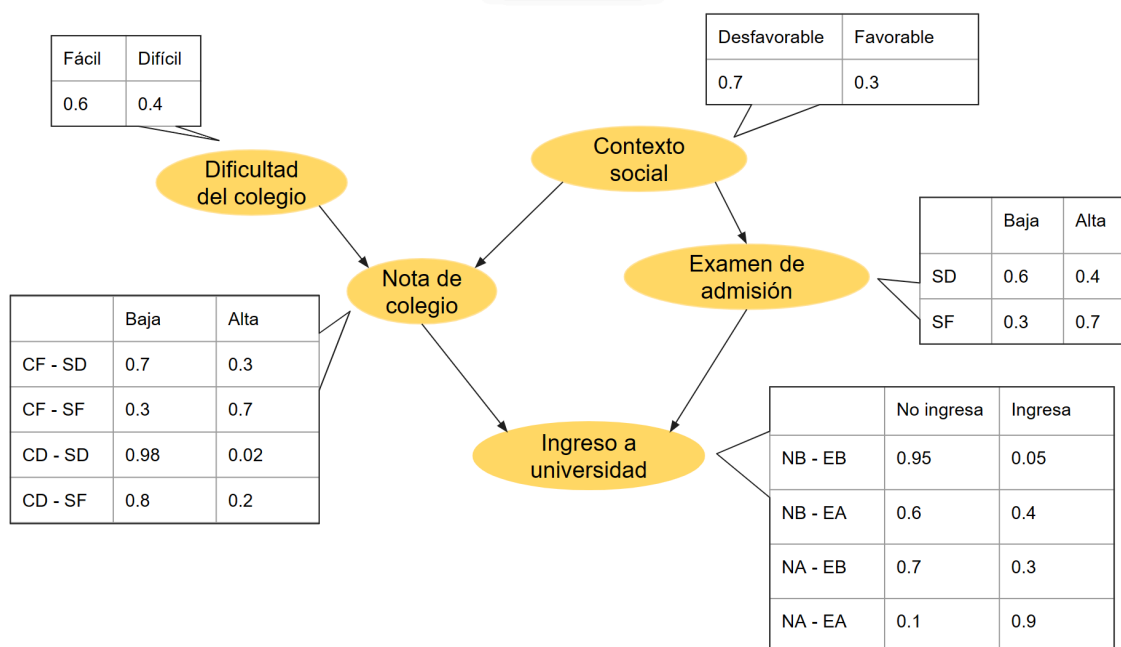 Desfavorable Favorable
0.7 0.3
Fácil Difícil
0.6 0.4
Contexto
social
Dificultad
del colegio
Baja Alta
SD 0.6 0.4
SF 0.3 0.7
Examen de
admisión
Nota de
colegio
Baja Alta
CF - SD 0.7 0.3
CF - SF 0.3 0.7
CD - SD 0.98 0.02
CD - SF 0.8 0.2
Ingreso a
universidad
No ingresa Ingresa
NB - EB 0.95 0.05
NB - EA 0.6 0.4
NA - EB 0.7 0.3
NA - EA 0.1 0.9